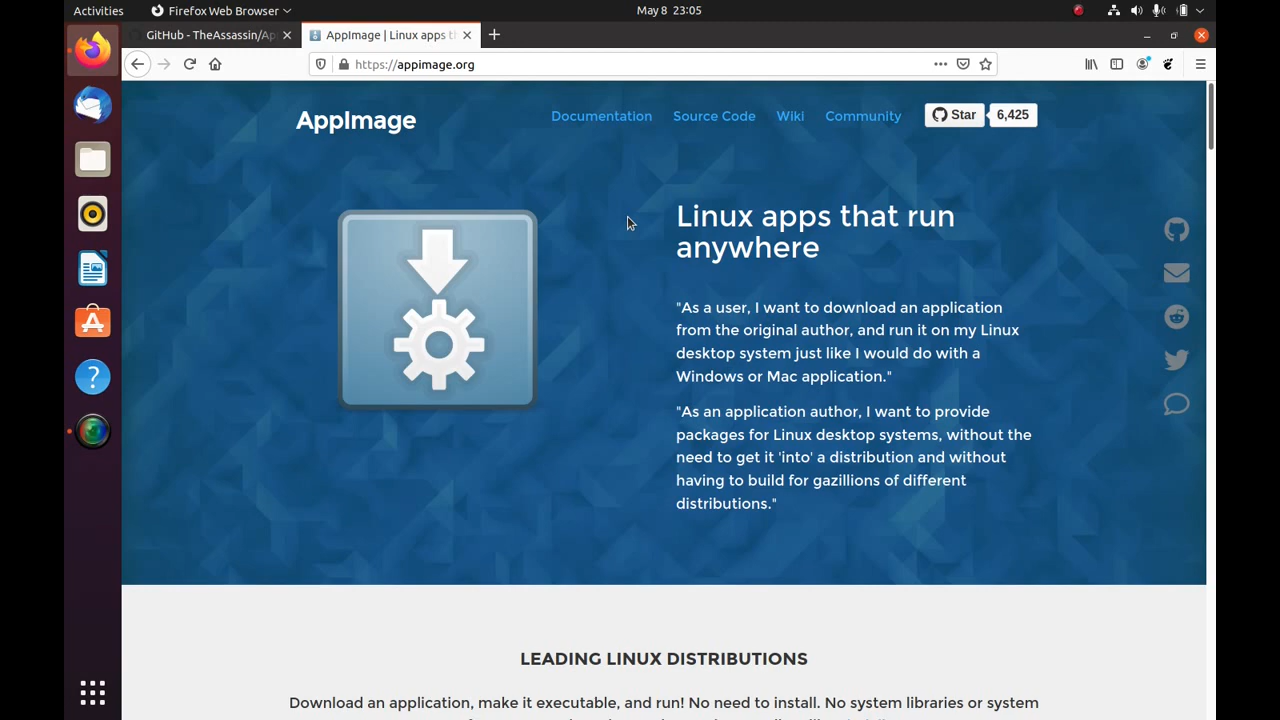 Activities
Firefox Web Browser
May 8 23:05
GitHub - TheAssassin/Ap
AppImage | Linux apps th
https://appimage.org
AppImage
Documentation
Source Code
Wiki
Community
Star
6,425
Linux apps that run
anywhere
"As a user, I want to download an application
from the original author, and run it on my Linux
desktop system just like I would do with a
Windows or Mac application."
"As an application author, I want to provide
packages for Linux desktop systems, without the
need to get it 'into' a distribution and without
having to build for gazillions of different
distributions."
LEADING LINUX DISTRIBUTIONS
Download an application, make it executable, and run! No need to install. No system libraries or system